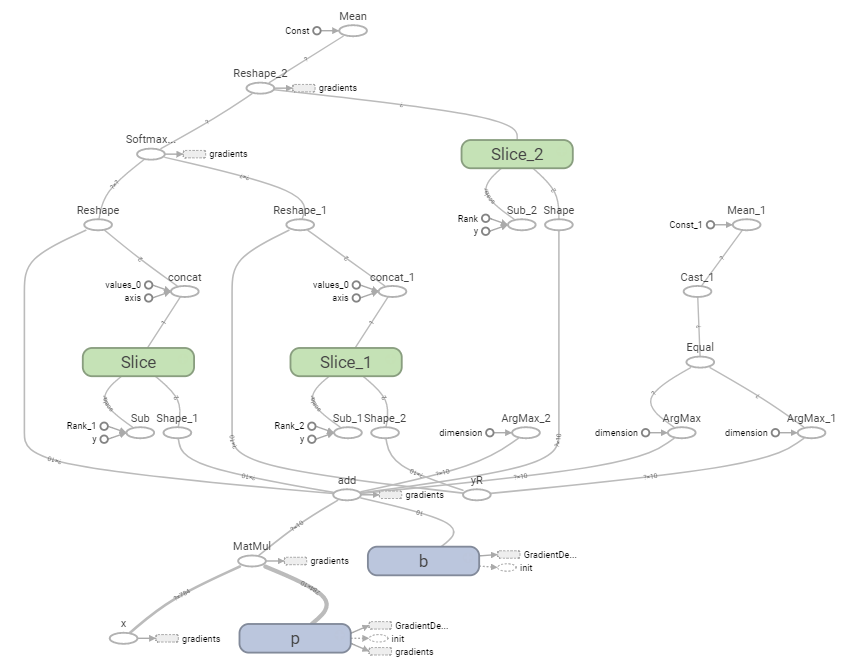 Mean
Const
Reshape_2
gradients
Softmax...
gradients
Slice_2
Reshape
Reshape_1
Rank
y
Sub_2
Shape
Mean_1
Const_1
concat
values_0
axis
concat_1
values_0
axis
Cast_1
Slice
Slice_1
Equal
Rank_1
y
Sub
Shape_1
Rank_2
y
Sub_1
Shape_2
ArgMax_2
dimension
ArgMax
dimension
ArgMax_1
dimension
add
gradients
yR
MatMul
gradients
b
GradientDe...
init
x
gradients
p
GradientDe...
init
gradients